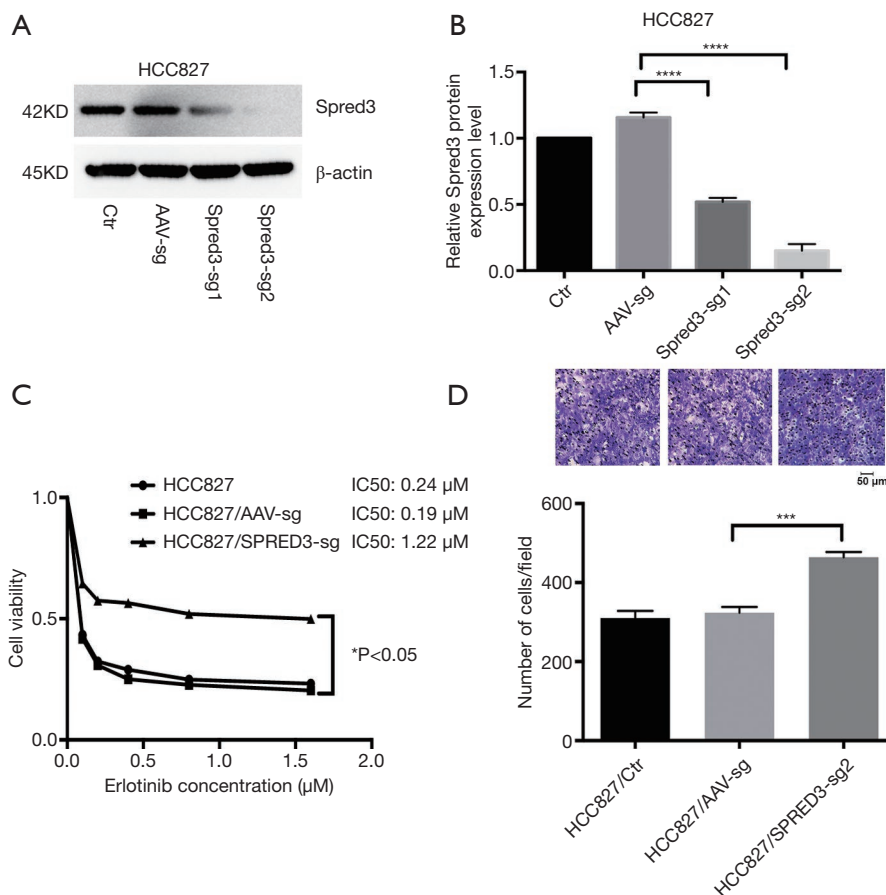 A
HCC827
42KD
Spred3
45KD
β-actin
Ctr
AAV-sg
Spred3-sg1
Spred3-sg2
B
HCC827
****
****
Relative Spred3 protein
expression level
1.5
1.0
0.5
0.0
Ctr
AAV-sg
Spred3-sg1
Spred3-sg2
C
HCC827 IC50: 0.24 µM
HCC827/AAV-sg IC50: 0.19 µM
HCC827/SPRED3-sg IC50: 1.22 µM
Cell viability
1.0
0.5
0.0
*P<0.05
0.0 0.5 1.0 1.5 2.0
Erlotinib concentration (µM)
D
50 µm
Number of cells/field
600
400
200
0
***
HCC827/Ctr
HCC827/AAV-sg
HCC827/SPRED3-sg2